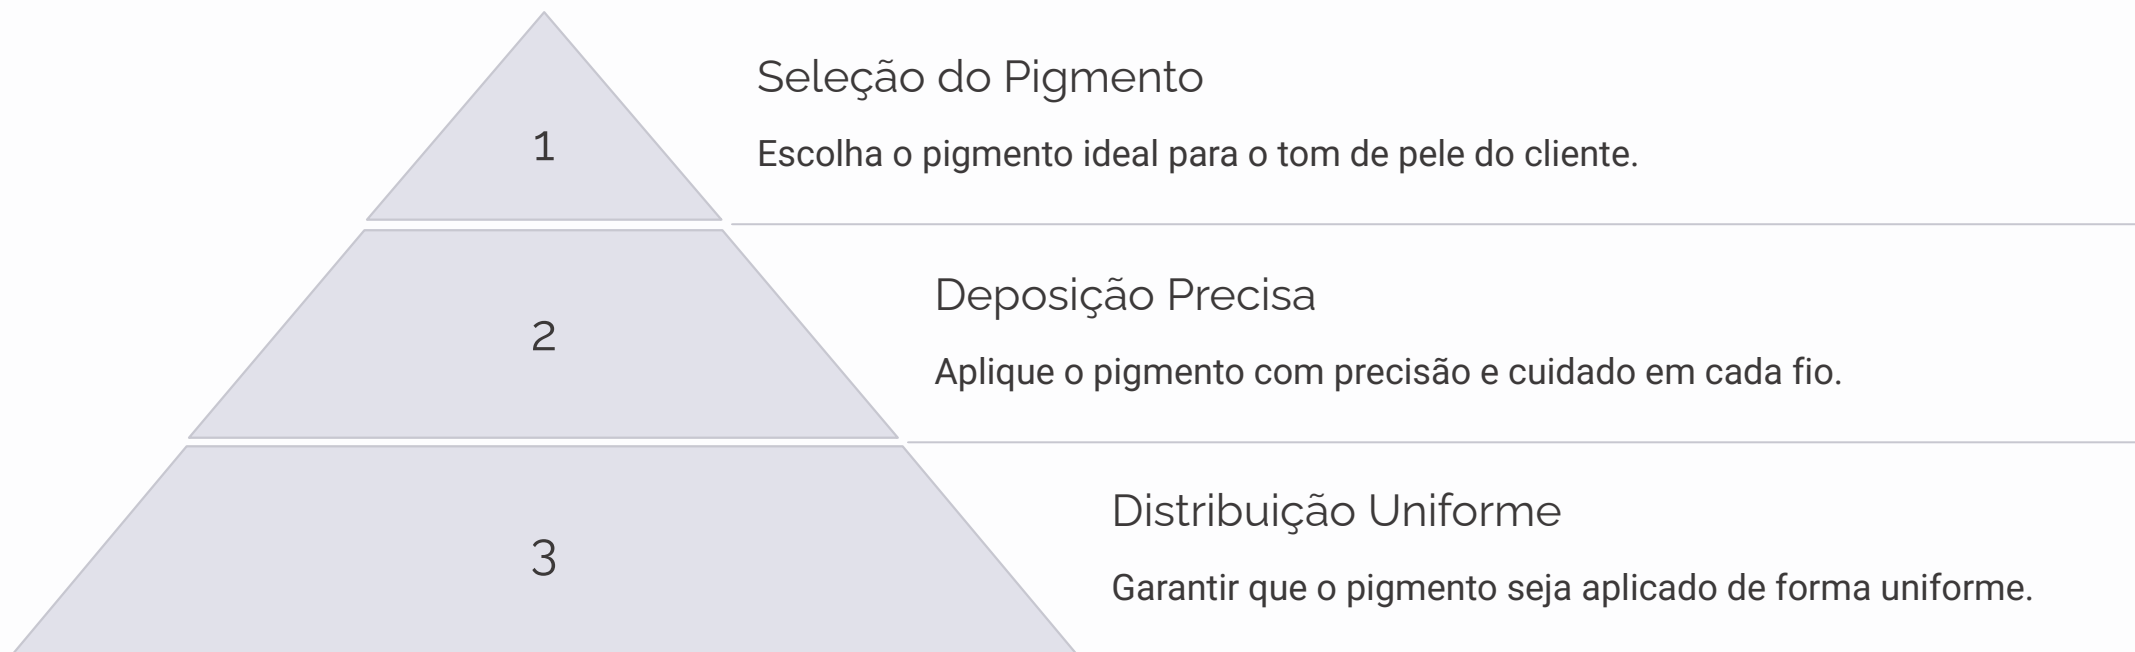 1
Seleção do Pigmento
Escolha o pigmento ideal para o tom de pele do cliente.
2
Deposição Precisa
Aplique o pigmento com precisão e cuidado em cada fio.
3
Distribuição Uniforme
Garantir que o pigmento seja aplicado de forma uniforme.